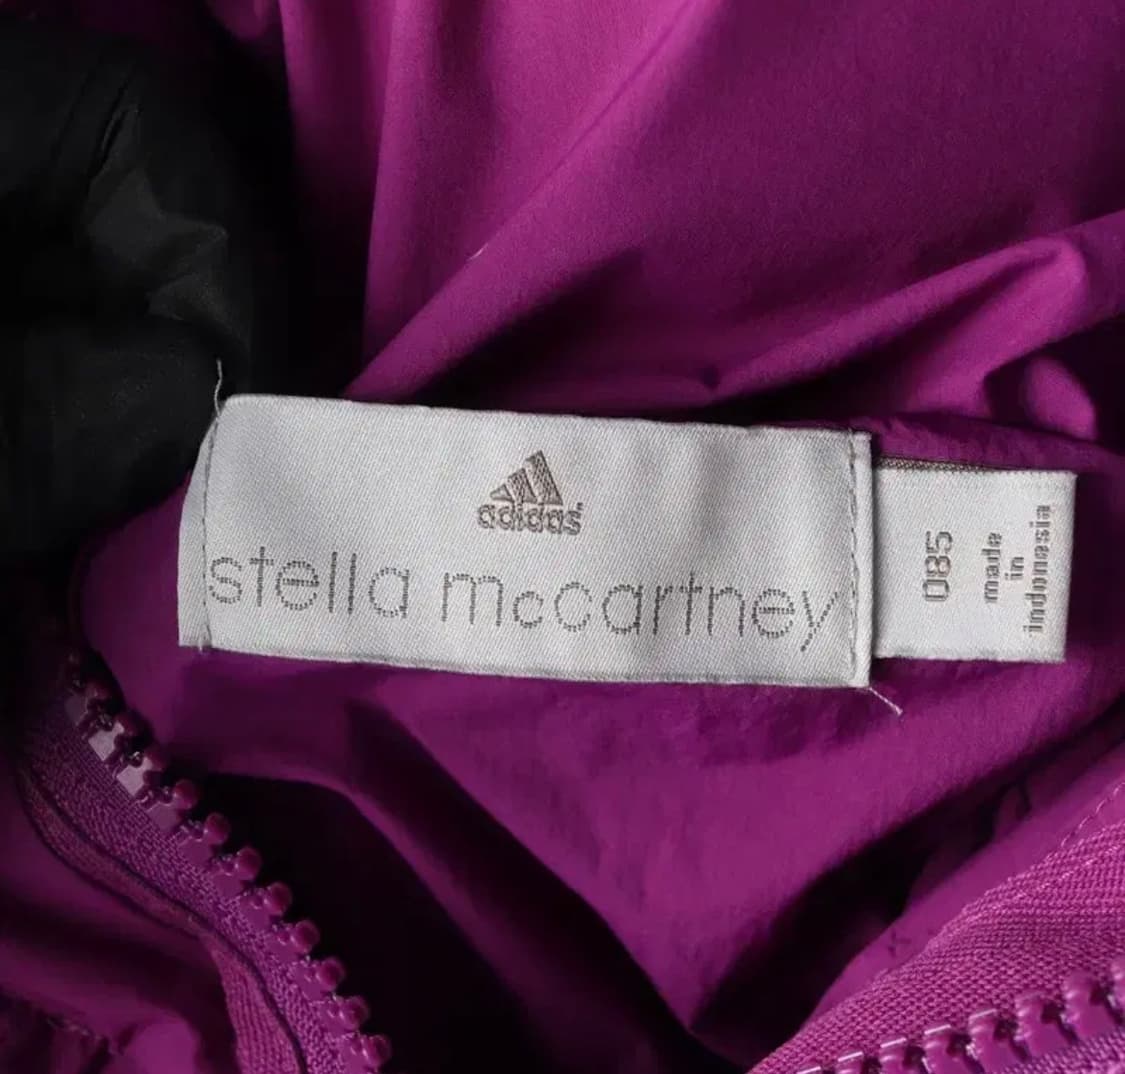 adidas
stella mccartney
085
made
in
indonesia